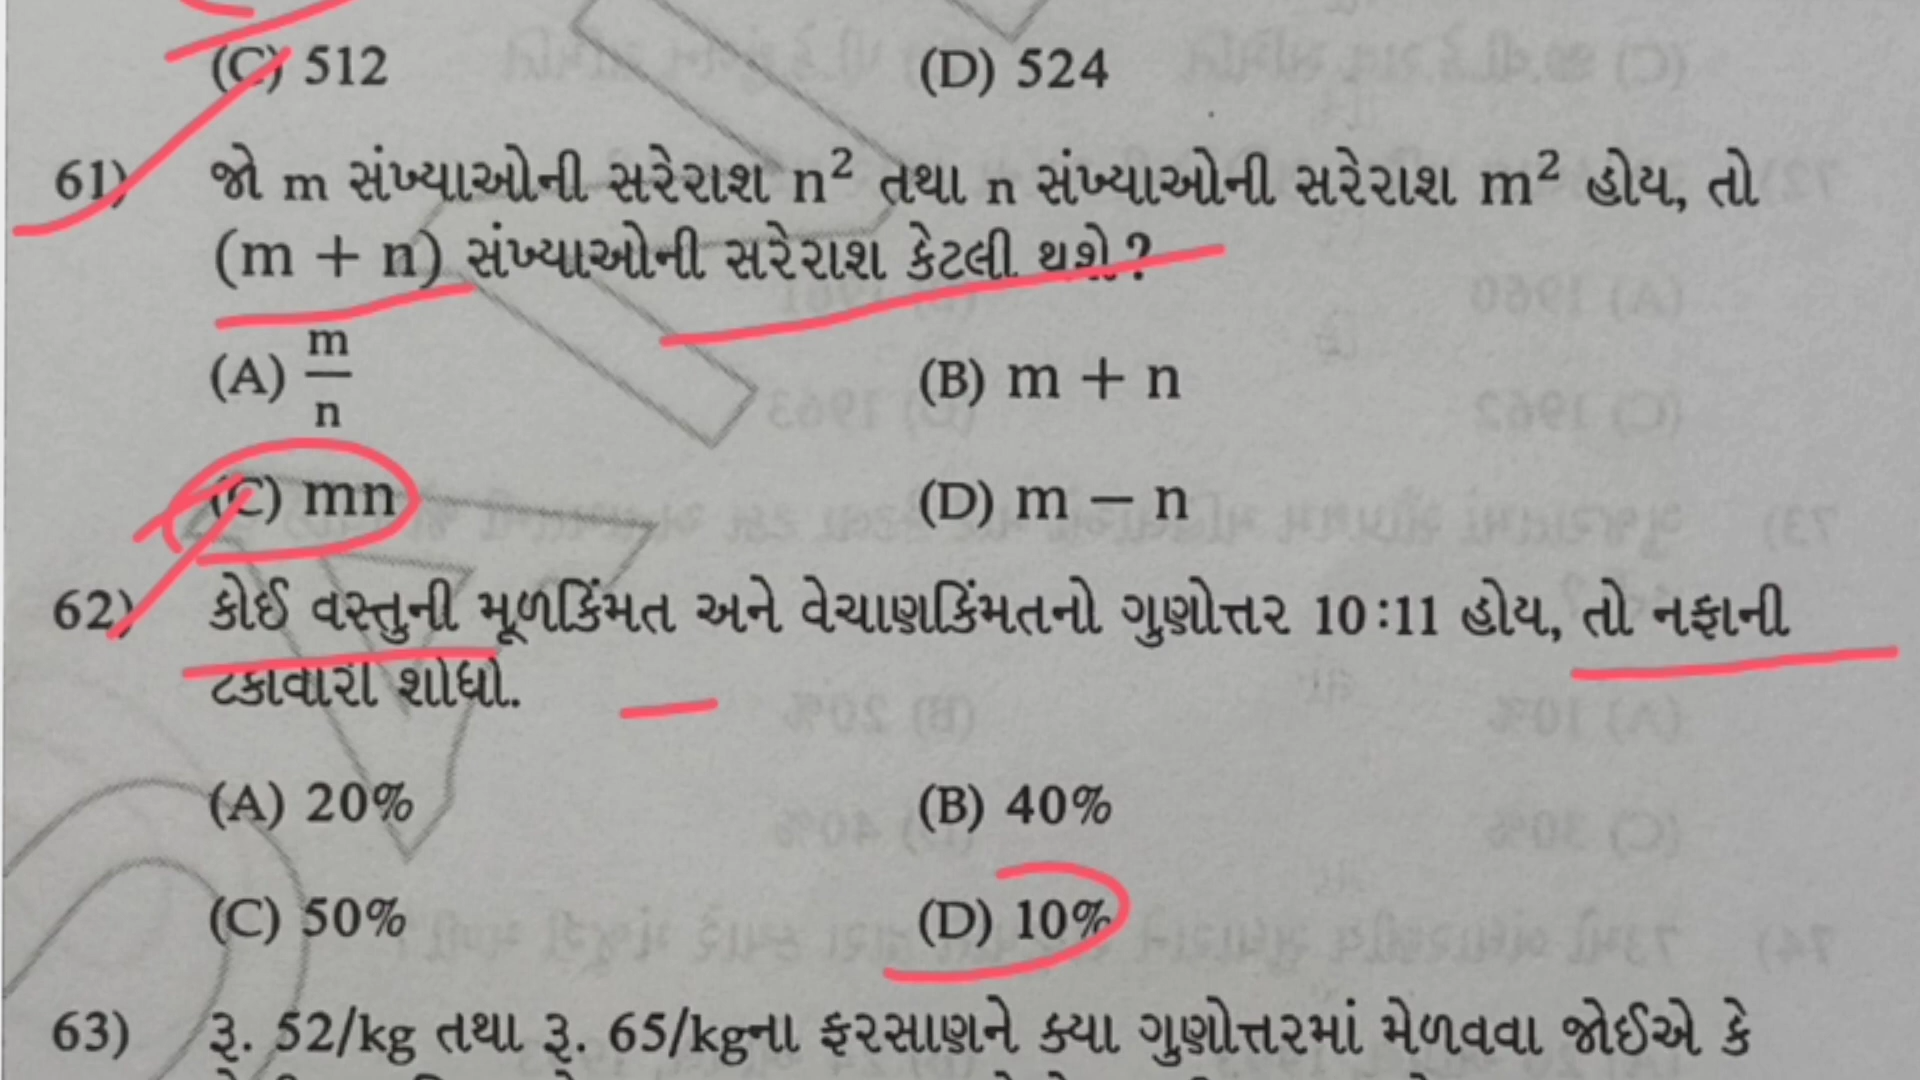 (C) 512 (D) 524
61) જો m સંખ્યાઓની સરેરાશ n² તથા n સંખ્યાઓની સરેરાશ m² હોય, તો
(m + n) સંખ્યાઓની સરેરાશ કેટલી થશે ?
(A) m/n (B) m + n
(C) mn (D) m − n
62) કોઈ વસ્તુની મૂળકિંમત અને વેચાણકિંમતનો ગુણોત્તર 10:11 હોય, તો નફાની
ટકાવારી શોધો.
(A) 20% (B) 40%
(C) 50% (D) 10%
63) રૂ. 52/kg તથા રૂ. 65/kgના ફરસાણને ક્યા ગુણોત્તરમાં મેળવવા જોઈએ કે